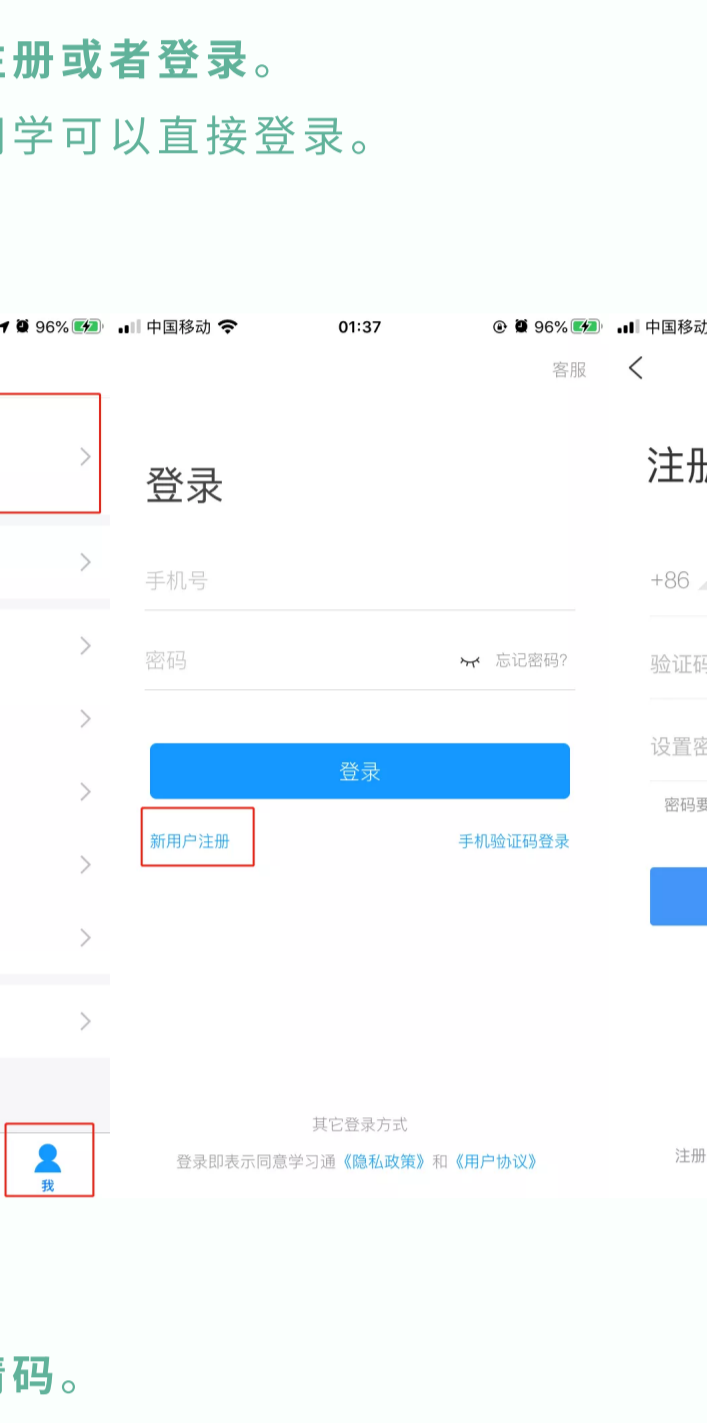 册或者登录。
学可以直接登录。
96% 中国移动 01:37 96% 中国移动
客服
登录
注册
手机号
+86
密码 忘记密码?
验证码
设置密
密码要
登录
新用户注册 手机验证码登录
其它登录方式
登录即表示同意学习通《隐私政策》和《用户协议》
注册
我
码。